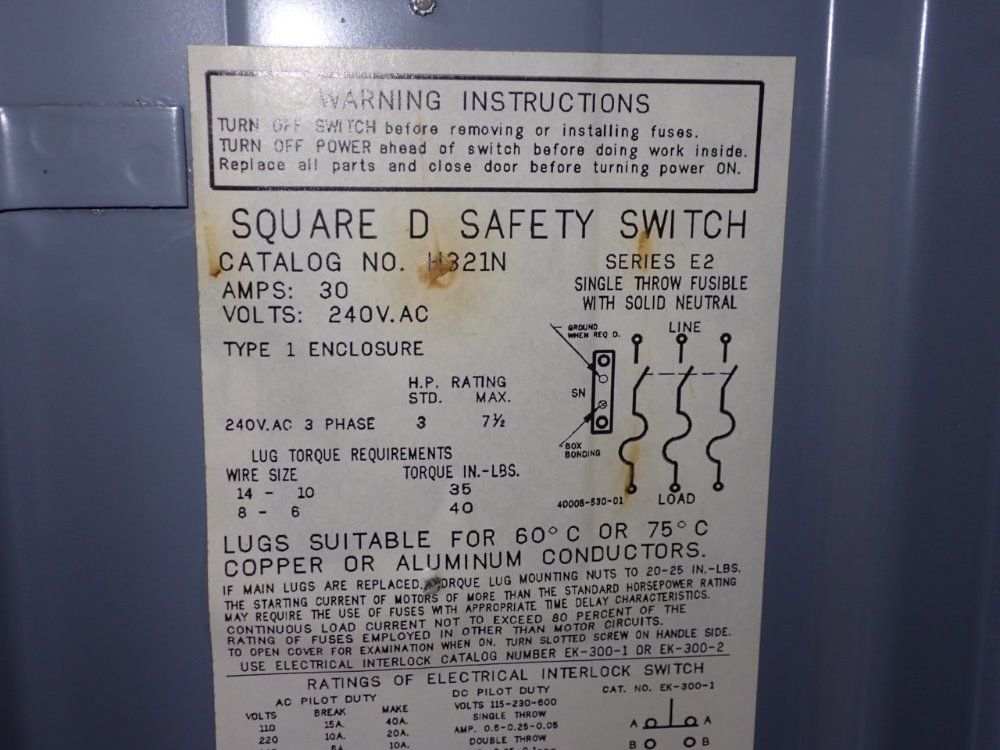 WARNING INSTRUCTIONS
TURN OFF SWITCH before removing or installing fuses.
TURN OFF POWER ahead of switch before doing work inside.
Replace all parts and close door before turning power ON.
SQUARE D SAFETY SWITCH
CATALOG NO. H321N
AMPS: 30
VOLTS: 240V.AC
TYPE 1 ENCLOSURE
SERIES E2
SINGLE THROW FUSIBLE
WITH SOLID NEUTRAL
GROUND
WHEN REQ D.
LINE
SN
BOX
BONDING
40006-530-01
LOAD
H.P. RATING
STD. MAX.
240V.AC 3 PHASE 3 7½
LUG TORQUE REQUIREMENTS
WIRE SIZE TORQUE IN.-LBS.
14 - 10 35
8 - 6 40
LUGS SUITABLE FOR 60° C OR 75° C
COPPER OR ALUMINUM CONDUCTORS.
IF MAIN LUGS ARE REPLACED, TORQUE LUG MOUNTING NUTS TO 20-25 IN.-LBS.
THE STARTING CURRENT OF MOTORS OF MORE THAN THE STANDARD HORSEPOWER RATING
MAY REQUIRE THE USE OF FUSES WITH APPROPRIATE TIME DELAY CHARACTERISTICS.
CONTINUOUS LOAD CURRENT NOT TO EXCEED 80 PERCENT OF THE
RATING OF FUSES EMPLOYED IN OTHER THAN MOTOR CIRCUITS.
TO OPEN COVER FOR EXAMINATION WHEN ON, TURN SLOTTED SCREW ON HANDLE SIDE.
USE ELECTRICAL INTERLOCK CATALOG NUMBER EK-300-1 OR EK-300-2
RATINGS OF ELECTRICAL INTERLOCK SWITCH
AC PILOT DUTY
VOLTS BREAK MAKE
110 15A. 40A.
220 10A. 20A.
5A 10A.
DC PILOT DUTY
VOLTS 115-230-600
SINGLE THROW
AMP. 0.5-0.25-0.05
DOUBLE THROW
CAT. NO. EK-300-1
A A
B B